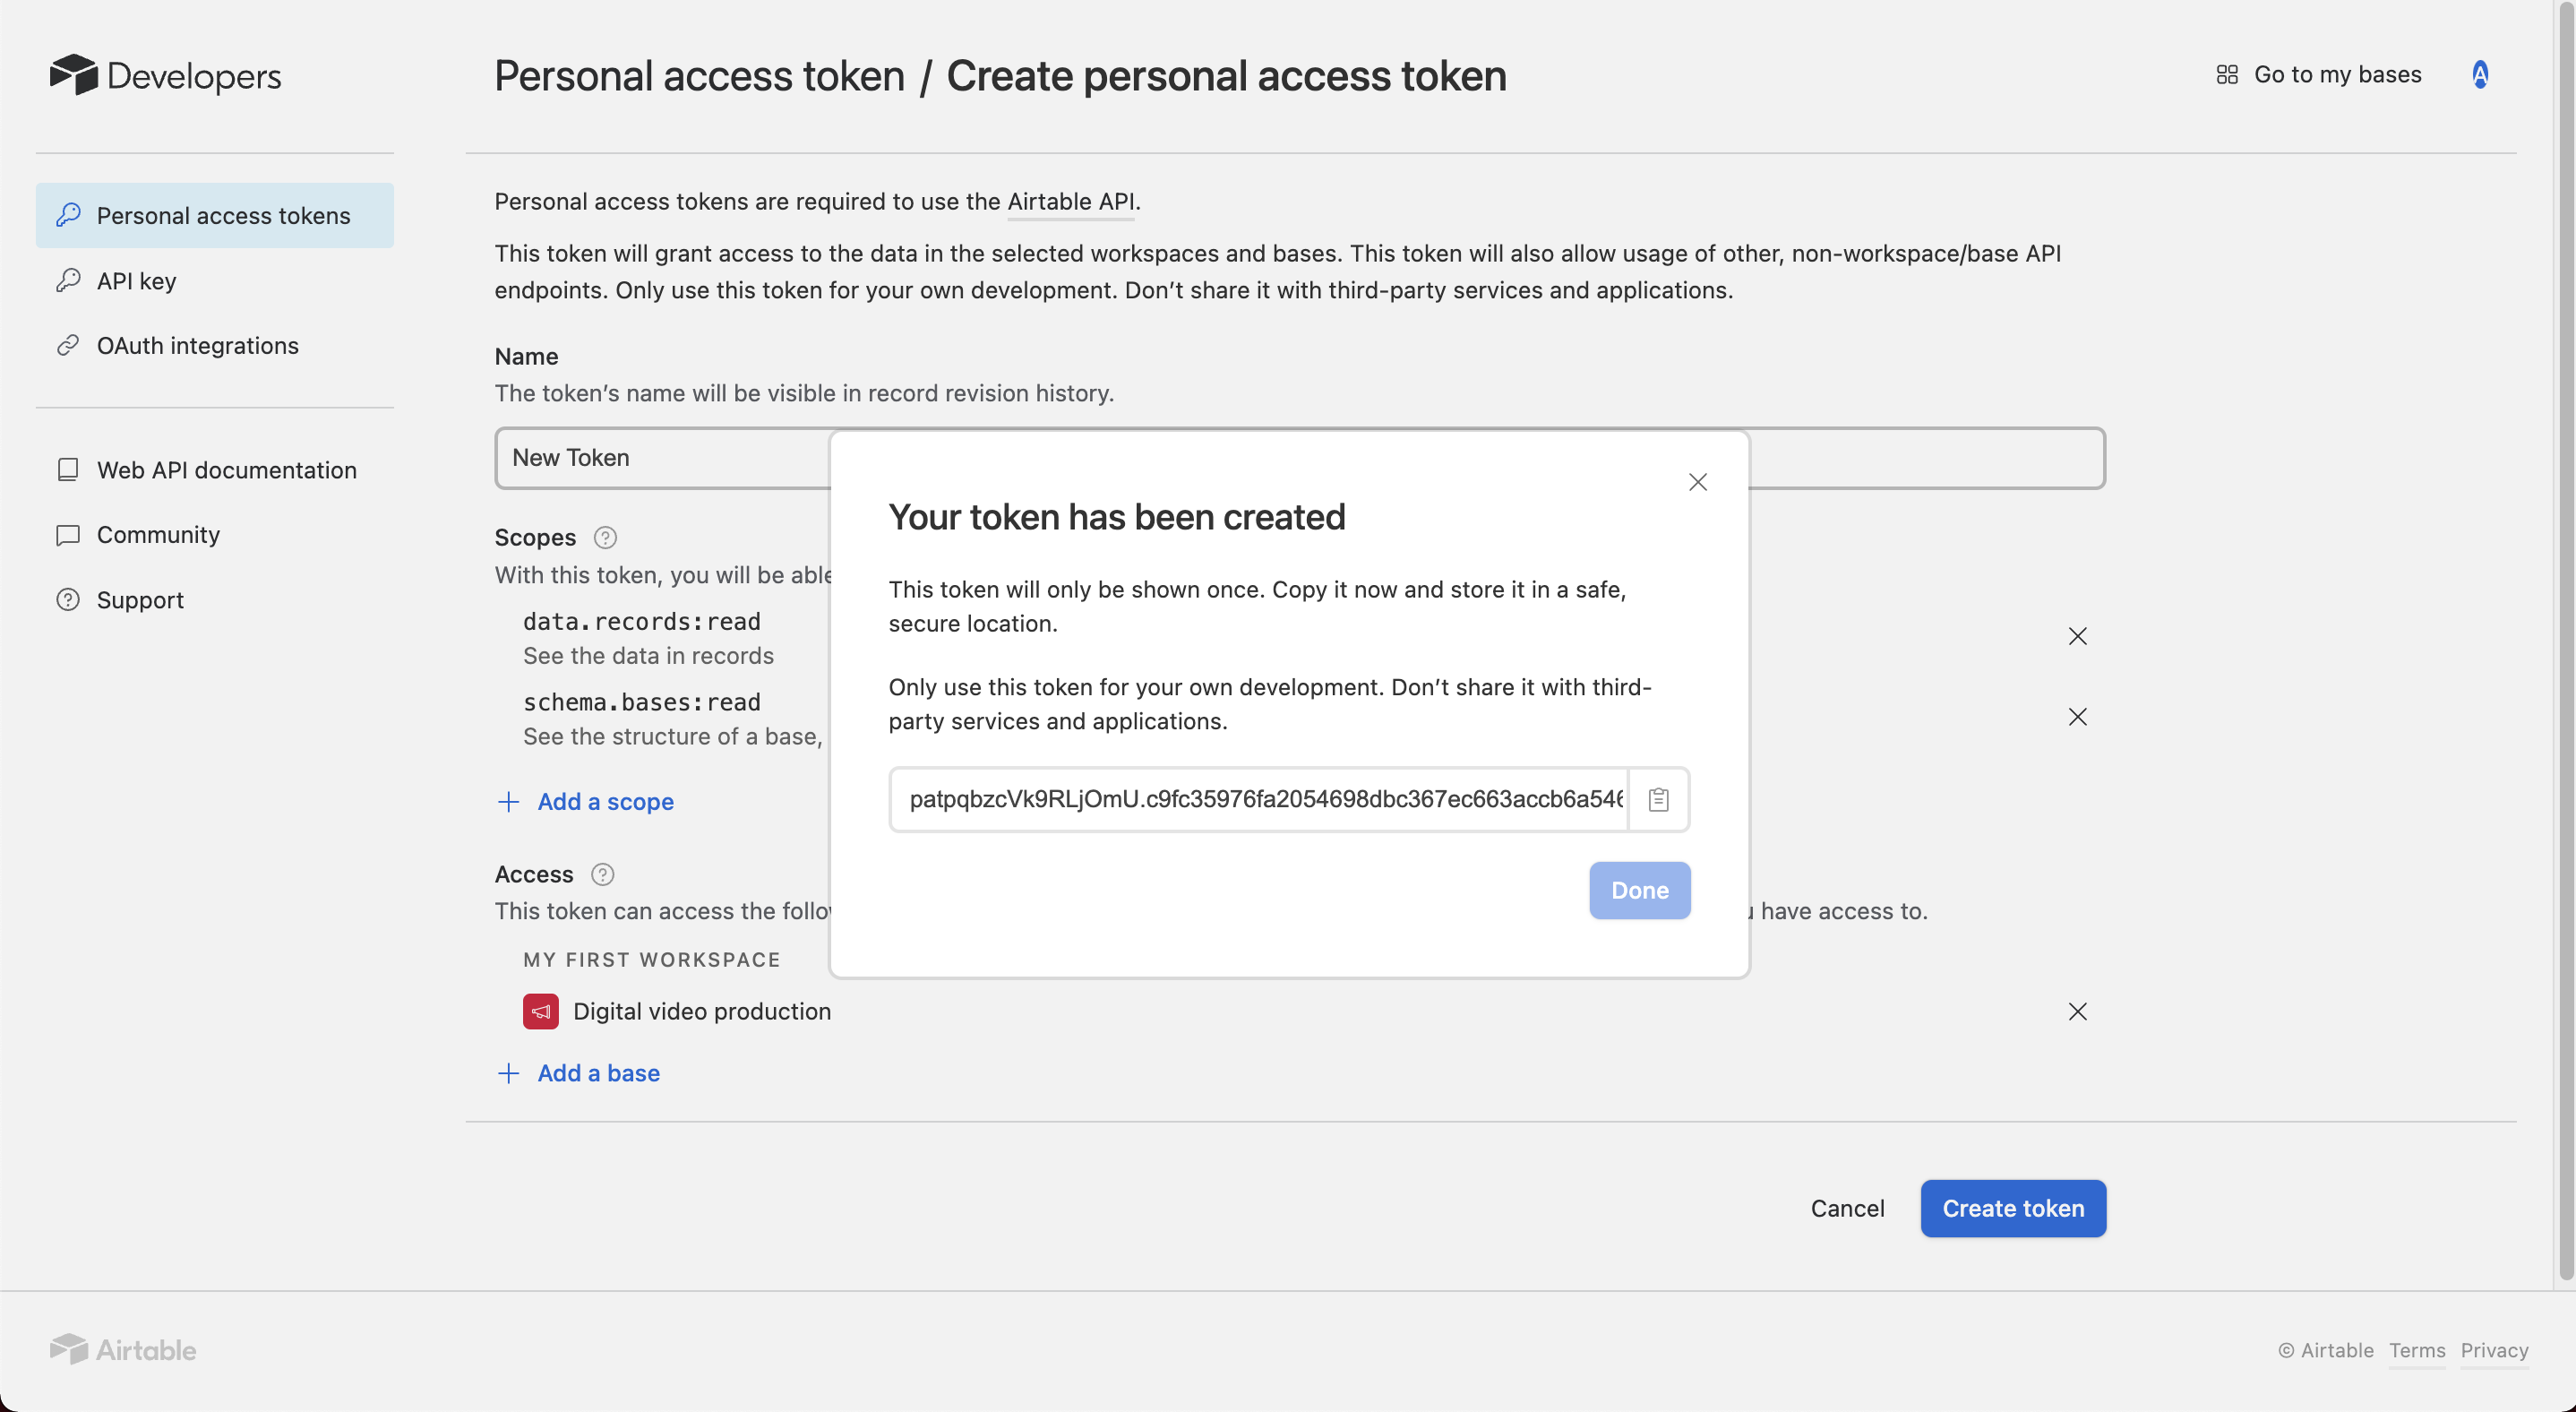 Developers
Personal access token / Create personal access token
Go to my bases
A
Personal access tokens
API key
OAuth integrations
Web API documentation
Community
Support
Personal access tokens are required to use the Airtable API.
This token will grant access to the data in the selected workspaces and bases. This token will also allow usage of other, non-workspace/base API
endpoints. Only use this token for your own development. Don’t share it with third-party services and applications.
Name
The token’s name will be visible in record revision history.
New Token
Scopes ?
With this token, you will be able
data.records:read
See the data in records
schema.bases:read
See the structure of a base,
+ Add a scope
Access ?
This token can access the follo
have access to.
MY FIRST WORKSPACE
Digital video production
+ Add a base
Your token has been created
This token will only be shown once. Copy it now and store it in a safe,
secure location.
Only use this token for your own development. Don’t share it with third-
party services and applications.
patpqbzcVk9RLjOmU.c9fc35976fa2054698dbc367ec663accb6a546
Done
Cancel
Create token
Airtable
© Airtable Terms Privacy